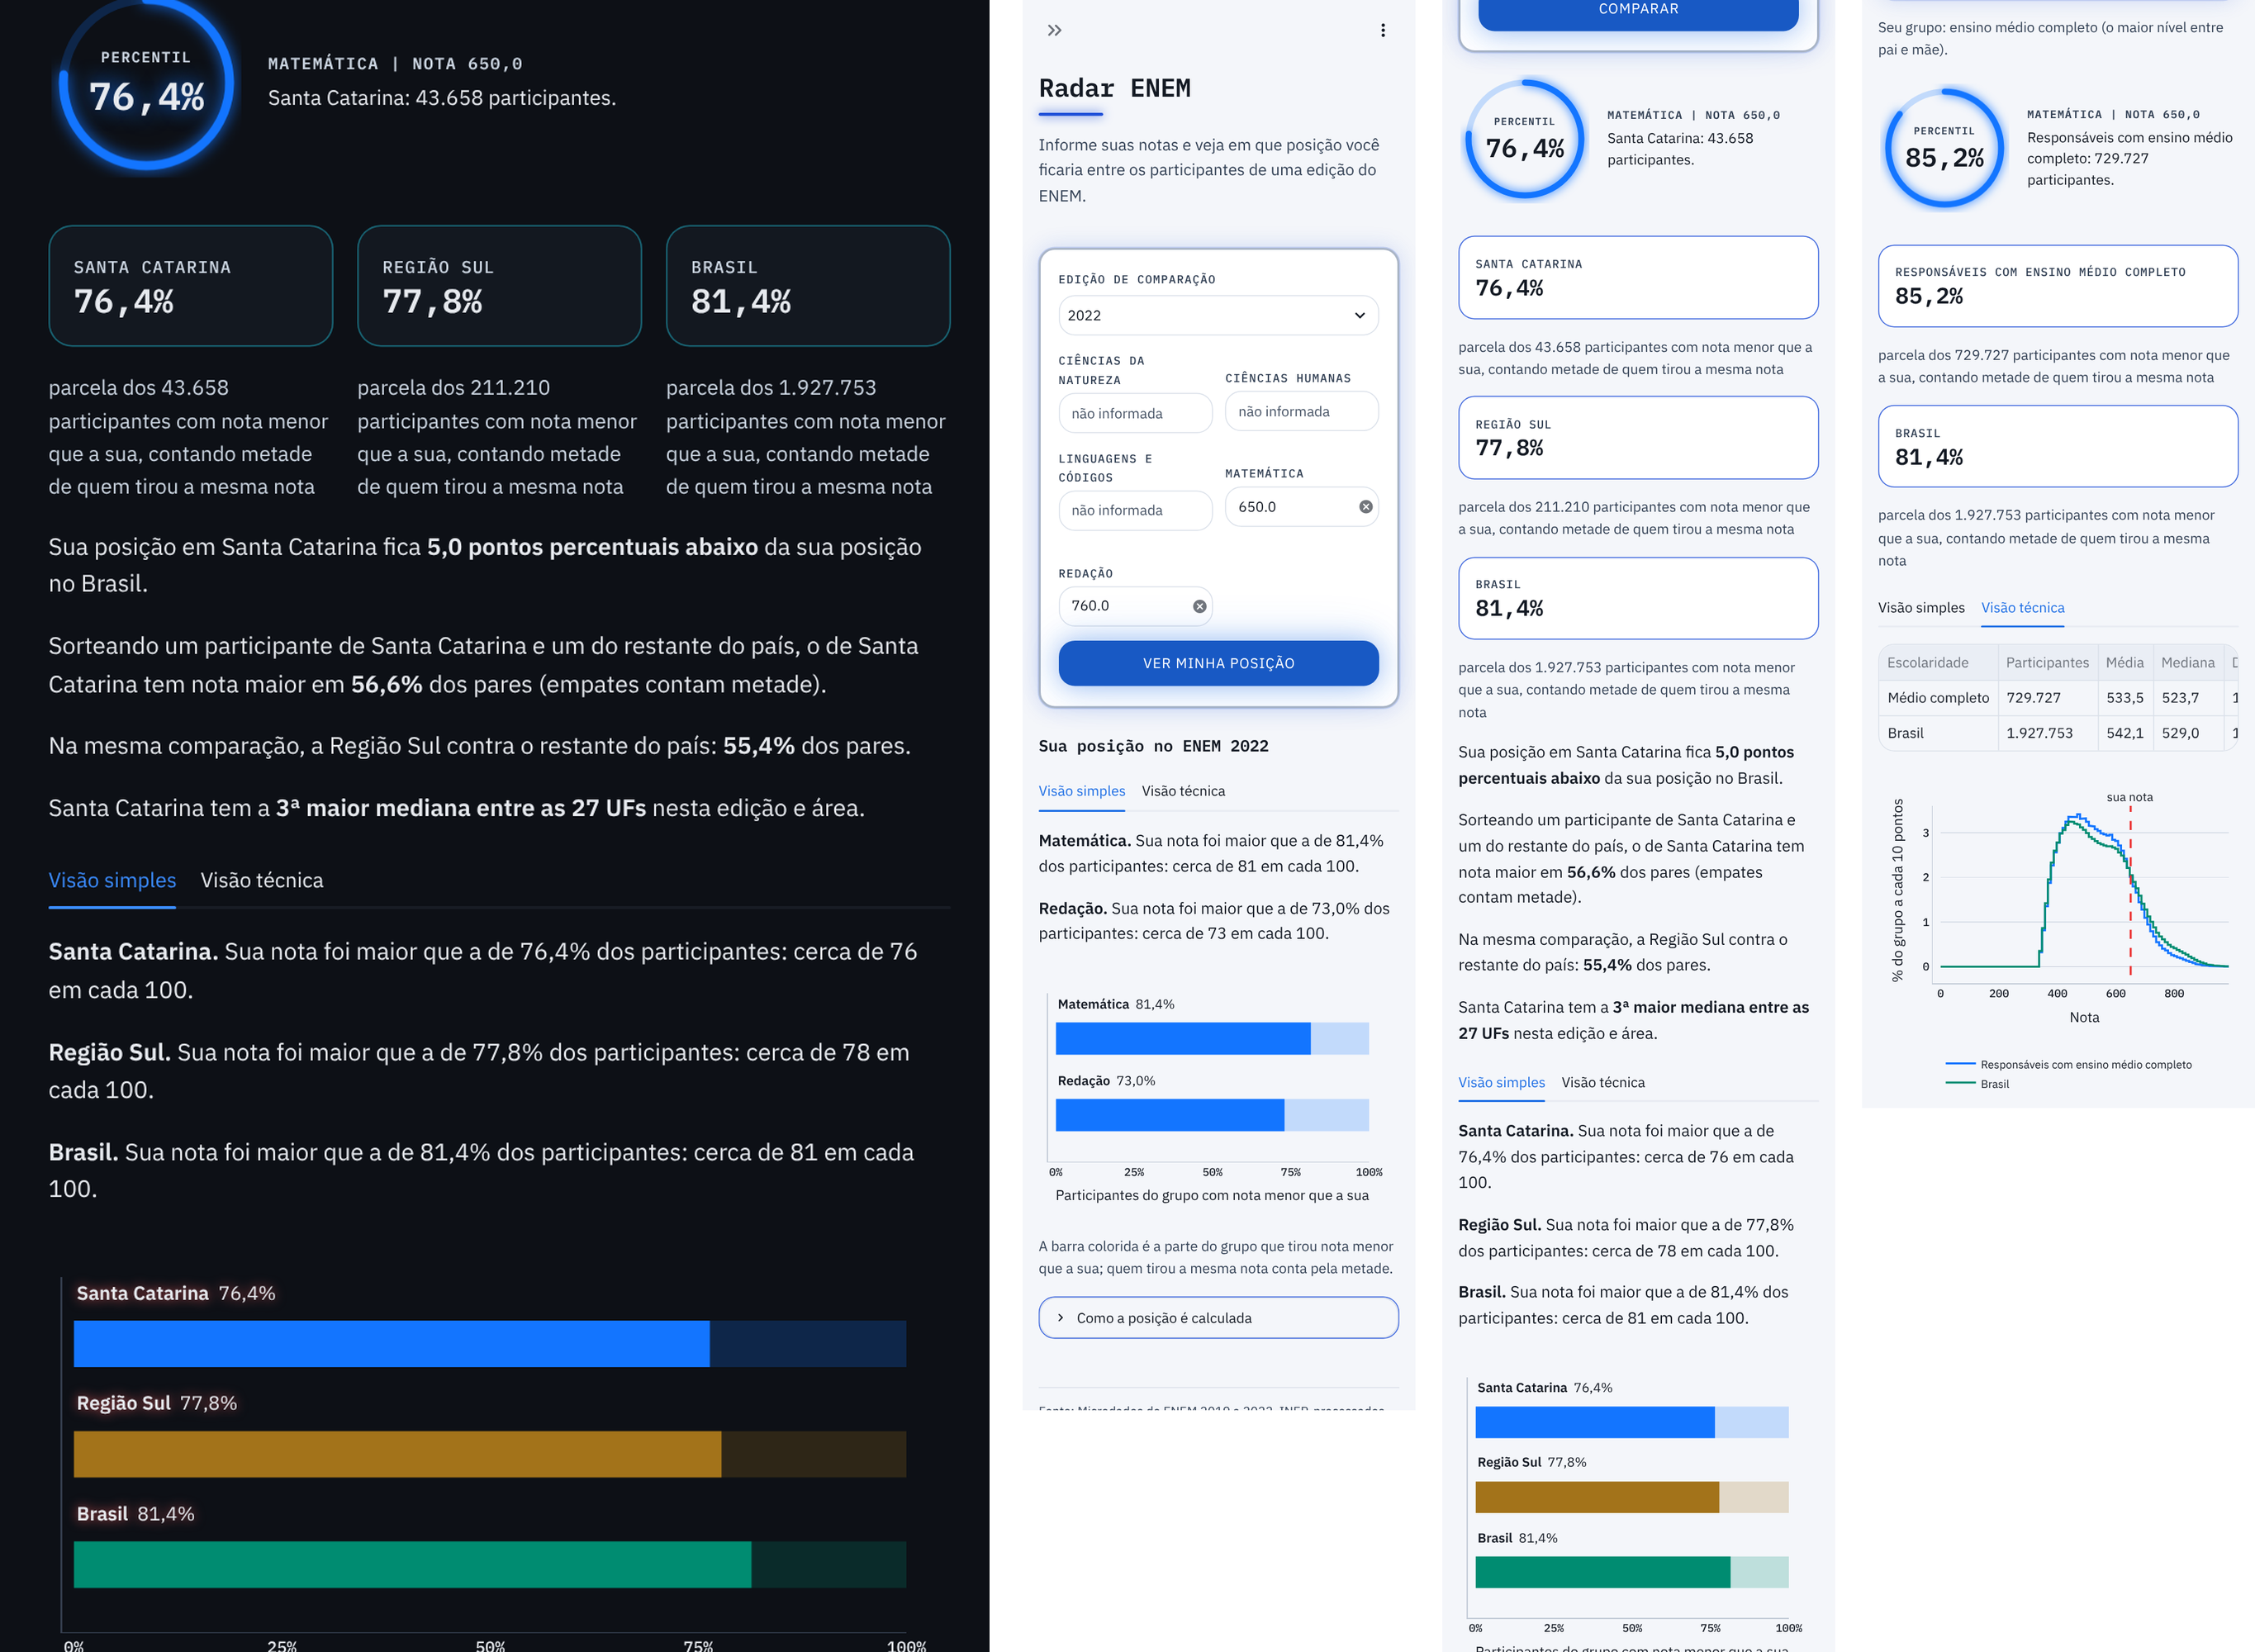 PERCENTIL
76,4%
MATEMÁTICA | NOTA 650,0
Santa Catarina: 43.658 participantes.
SANTA CATARINA
76,4%
REGIÃO SUL
77,8%
BRASIL
81,4%
parcela dos 43.658
participantes com nota menor
que a sua, contando metade
de quem tirou a mesma nota
parcela dos 211.210
participantes com nota menor
que a sua, contando metade
de quem tirou a mesma nota
parcela dos 1.927.753
participantes com nota menor
que a sua, contando metade
de quem tirou a mesma nota
Sua posição em Santa Catarina fica 5,0 pontos percentuais abaixo da sua posição
no Brasil.
Sorteando um participante de Santa Catarina e um do restante do país, o de Santa
Catarina tem nota maior em 56,6% dos pares (empates contam metade).
Na mesma comparação, a Região Sul contra o restante do país: 55,4% dos pares.
Santa Catarina tem a 3ª maior mediana entre as 27 UFs nesta edição e área.
Visão simples Visão técnica
Santa Catarina. Sua nota foi maior que a de 76,4% dos participantes: cerca de 76
em cada 100.
Região Sul. Sua nota foi maior que a de 77,8% dos participantes: cerca de 78 em
cada 100.
Brasil. Sua nota foi maior que a de 81,4% dos participantes: cerca de 81 em cada
100.
Santa Catarina 76,4%
Região Sul 77,8%
Brasil 81,4%
0% 25% 50% 75% 100%
Radar ENEM
Informe suas notas e veja em que posição você
ficaria entre os participantes de uma edição do
ENEM.
EDIÇÃO DE COMPARAÇÃO
2022
CIÊNCIAS DA
NATUREZA
não informada
CIÊNCIAS HUMANAS
não informada
LINGUAGENS E
CÓDIGOS
não informada
MATEMÁTICA
650.0
REDAÇÃO
760.0
VER MINHA POSIÇÃO
Sua posição no ENEM 2022
Visão simples Visão técnica
Matemática. Sua nota foi maior que a de 81,4%
dos participantes: cerca de 81 em cada 100.
Redação. Sua nota foi maior que a de 73,0% dos
participantes: cerca de 73 em cada 100.
Matemática 81,4%
Redação 73,0%
0% 25% 50% 75% 100%
Participantes do grupo com nota menor que a sua
A barra colorida é a parte do grupo que tirou nota menor
que a sua; quem tirou a mesma nota conta pela metade.
Como a posição é calculada
COMPARAR
PERCENTIL
76,4%
MATEMÁTICA | NOTA 650,0
Santa Catarina: 43.658
participantes.
SANTA CATARINA
76,4%
parcela dos 43.658 participantes com nota menor que a
sua, contando metade de quem tirou a mesma nota
REGIÃO SUL
77,8%
parcela dos 211.210 participantes com nota menor que
a sua, contando metade de quem tirou a mesma nota
BRASIL
81,4%
parcela dos 1.927.753 participantes com nota menor
que a sua, contando metade de quem tirou a mesma
nota
Sua posição em Santa Catarina fica 5,0 pontos
percentuais abaixo da sua posição no Brasil.
Sorteando um participante de Santa Catarina e
um do restante do país, o de Santa Catarina tem
nota maior em 56,6% dos pares (empates
contam metade).
Na mesma comparação, a Região Sul contra o
restante do país: 55,4% dos pares.
Santa Catarina tem a 3ª maior mediana entre as
27 UFs nesta edição e área.
Visão simples Visão técnica
Santa Catarina. Sua nota foi maior que a de
76,4% dos participantes: cerca de 76 em cada
100.
Região Sul. Sua nota foi maior que a de 77,8%
dos participantes: cerca de 78 em cada 100.
Brasil. Sua nota foi maior que a de 81,4% dos
participantes: cerca de 81 em cada 100.
Santa Catarina 76,4%
Região Sul 77,8%
Brasil 81,4%
0% 25% 50% 75% 100%
Participantes do grupo com nota menor que a sua
Seu grupo: ensino médio completo (o maior nível entre
pai e mãe).
PERCENTIL
85,2%
MATEMÁTICA | NOTA 650,0
Responsáveis com ensino médio
completo: 729.727
participantes.
RESPONSÁVEIS COM ENSINO MÉDIO COMPLETO
85,2%
parcela dos 729.727 participantes com nota menor que
a sua, contando metade de quem tirou a mesma nota
BRASIL
81,4%
parcela dos 1.927.753 participantes com nota menor
que a sua, contando metade de quem tirou a mesma
nota
Visão simples Visão técnica
Escolaridade Participantes Média Mediana
Médio completo 729.727 533,5 523,7
Brasil 1.927.753 542,1 529,0
sua nota
% do grupo a cada 10 pontos
3
2
1
0
0 200 400 600 800
Nota
Responsáveis com ensino médio completo
Brasil